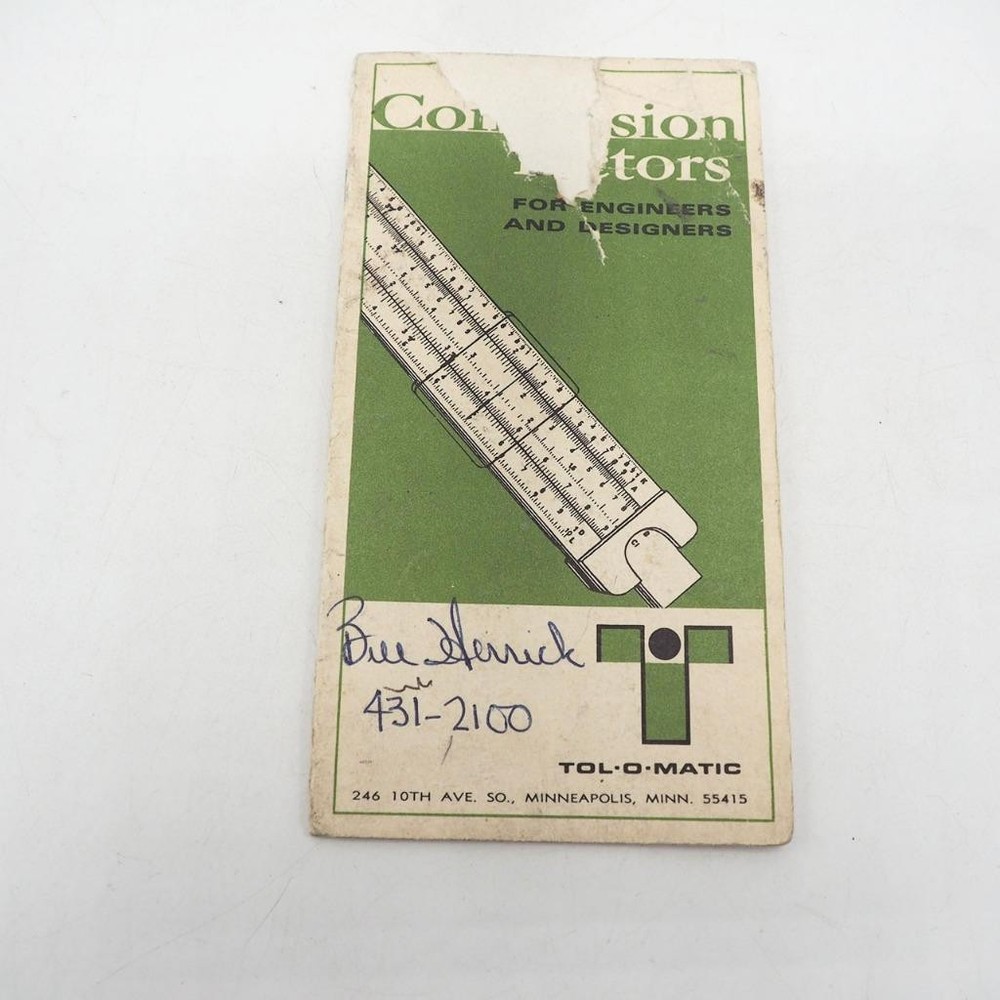 Con sion
ctors
FOR ENGINEERS
AND DESIGNERS
Bill Herrick
431-2100
TOL-O-MATIC
246 10TH AVE. SO., MINNEAPOLIS, MINN. 55415